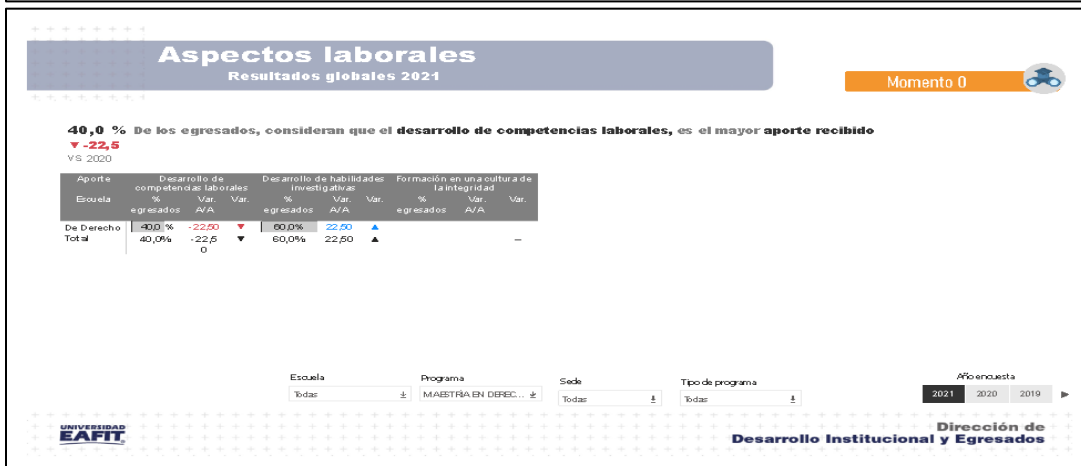 Aspectos laborales
Resultados globales 2021
Momento 0
40,0 % De los egresados, consideran que el desarrollo de competencias laborales, es el mayor aporte recibido
▼ -22,5
VS 2020
Aporte Desarrollo de competencias laborales Desarrollo de habilidades investigativas Formación en una cultura de la integridad
Escuela % egresados Var. A/A Var. % egresados Var. A/A Var. % egresados Var. A/A Var.
De Derecho 40,0 % -22,50 ▼ 60,0% 22,50 ▲
Total 40,0% -22,50 ▼ 60,0% 22,50 ▲ –
Escuela Programa Sede Tipo de programa Año encuesta
Todas MAESTRÍA EN DEREC... Todas Todas 2021 2020 2019
UNIVERSIDAD
EAFIT
Dirección de
Desarrollo Institucional y Egresados